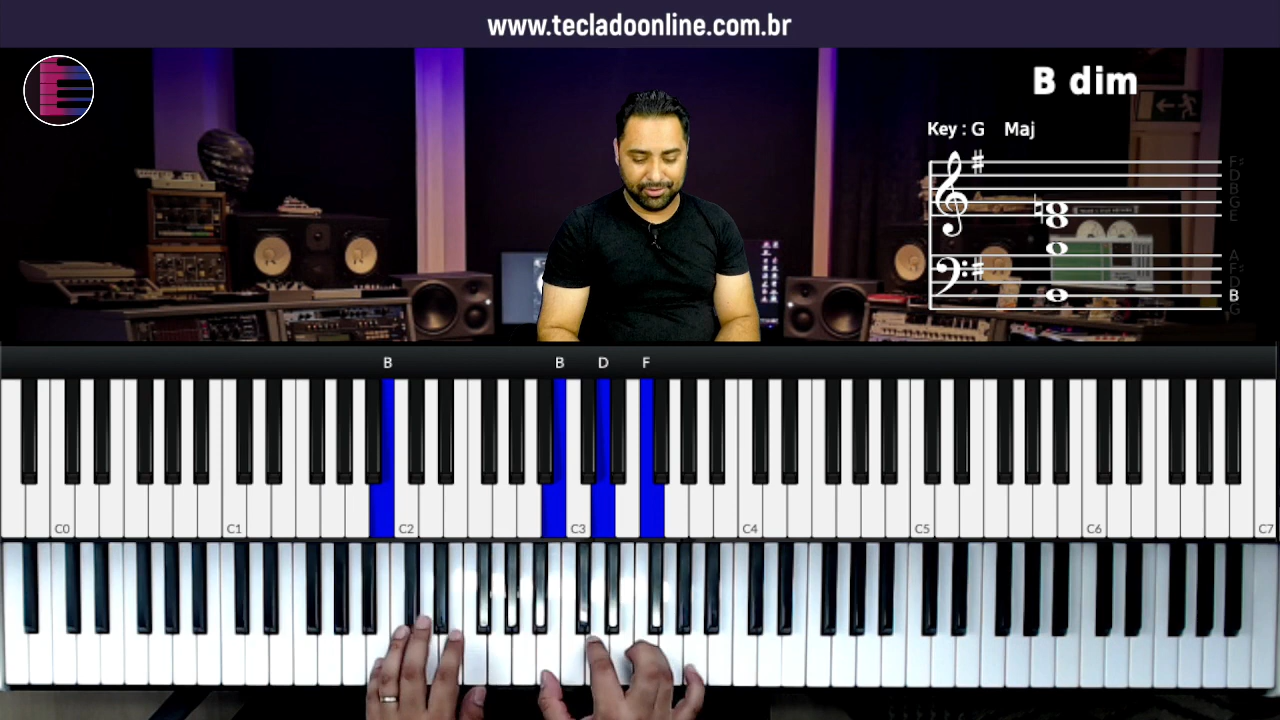 www.tecladoonline.com.br
B dim
Key : G Maj
F#
D
B
G
E
A
F#
D
B
G
B B D F
C0 C1 C2 C3 C4 C5 C6 C7